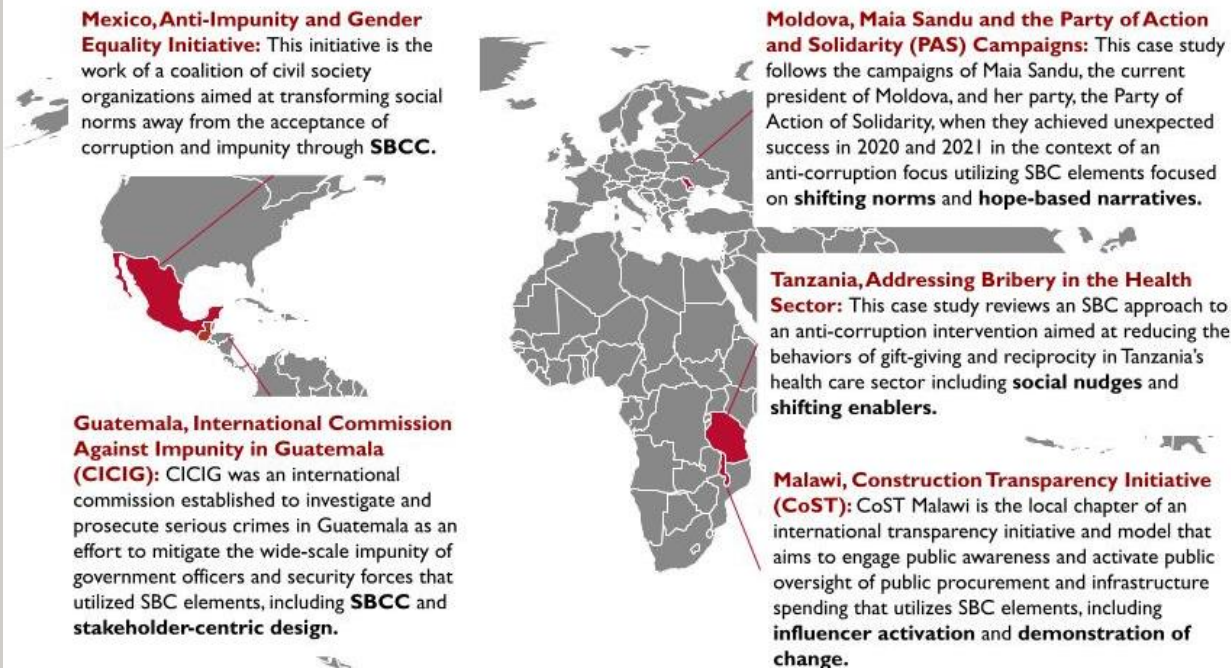 Mexico, Anti-Impunity and Gender
Equality Initiative: This initiative is the
work of a coalition of civil society
organizations aimed at transforming social
norms away from the acceptance of
corruption and impunity through SBCC.
Guatemala, International Commission
Against Impunity in Guatemala
(CICIG): CICIG was an international
commission established to investigate and
prosecute serious crimes in Guatemala as an
effort to mitigate the wide-scale impunity of
government officers and security forces that
utilized SBC elements, including SBCC and
stakeholder-centric design.
Moldova, Maia Sandu and the Party of Action
and Solidarity (PAS) Campaigns: This case study
follows the campaigns of Maia Sandu, the current
president of Moldova, and her party, the Party of
Action of Solidarity, when they achieved unexpected
success in 2020 and 2021 in the context of an
anti-corruption focus utilizing SBC elements focused
on shifting norms and hope-based narratives.
Tanzania, Addressing Bribery in the Health
Sector: This case study reviews an SBC approach to
an anti-corruption intervention aimed at reducing the
behaviors of gift-giving and reciprocity in Tanzania's
health care sector including social nudges and
shifting enablers.
Malawi, Construction Transparency Initiative
(CoST): CoST Malawi is the local chapter of an
international transparency initiative and model that
aims to engage public awareness and activate public
oversight of public procurement and infrastructure
spending that utilizes SBC elements, including
influencer activation and demonstration of
change.